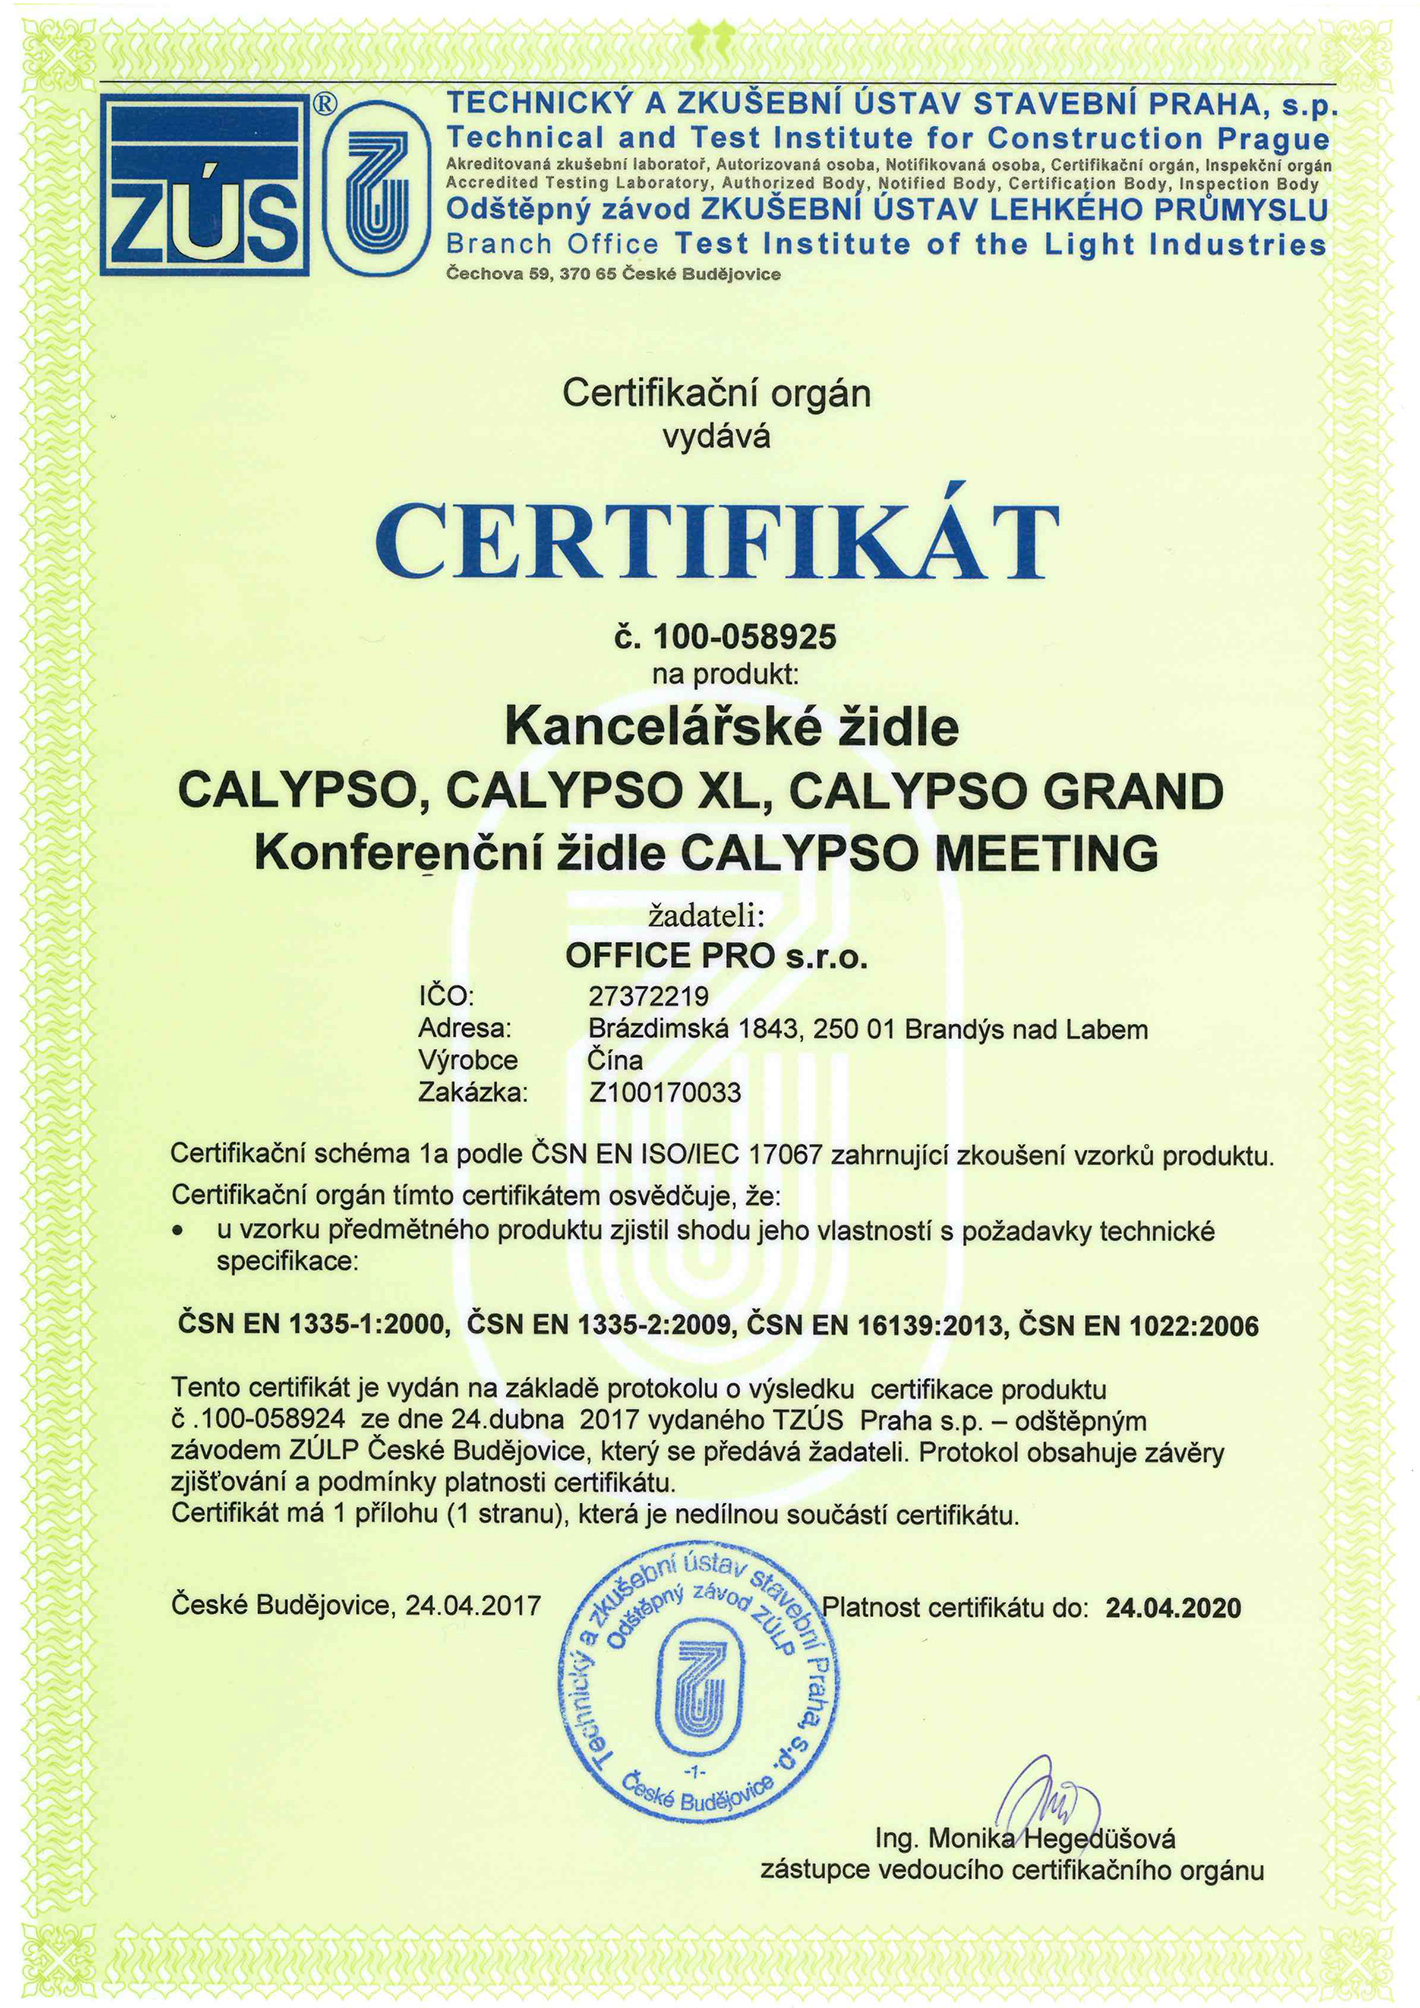 TZÚS®
TECHNICKÝ A ZKUŠEBNÍ ÚSTAV STAVEBNÍ PRAHA, s.p.
Technical and Test Institute for Construction Prague
Akreditovaná zkušební laboratoř, Autorizovaná osoba, Notifikovaná osoba, Certifikační orgán, Inspekční orgán
Accredited Testing Laboratory, Authorized Body, Notified Body, Certification Body, Inspection Body
Odštěpný závod ZKUŠEBNÍ ÚSTAV LEHKÉHO PRŮMYSLU
Branch Office Test Institute of the Light Industries
Čechova 59, 370 65 České Budějovice
Certifikační orgán
vydává
CERTIFIKÁT
č. 100-058925
na produkt:
Kancelářské židle
CALYPSO, CALYPSO XL, CALYPSO GRAND
Konferenční židle CALYPSO MEETING
žadateli:
OFFICE PRO s.r.o.
IČO: 27372219
Adresa: Brázdimská 1843, 250 01 Brandýs nad Labem
Výrobce Čína
Zakázka: Z100170033
Certifikační schéma 1a podle ČSN EN ISO/IEC 17067 zahrnující zkoušení vzorků produktu.
Certifikační orgán tímto certifikátem osvědčuje, že:
• u vzorku předmětného produktu zjistil shodu jeho vlastností s požadavky technické
specifikace:
ČSN EN 1335-1:2000, ČSN EN 1335-2:2009, ČSN EN 16139:2013, ČSN EN 1022:2006
Tento certifikát je vydán na základě protokolu o výsledku certifikace produktu
č .100-058924 ze dne 24.dubna 2017 vydaného TZÚS Praha s.p. – odštěpným
závodem ZÚLP České Budějovice, který se předává žadateli. Protokol obsahuje závěry
zjišťování a podmínky platnosti certifikátu.
Certifikát má 1 přílohu (1 stranu), která je nedílnou součástí certifikátu.
České Budějovice, 24.04.2017
Platnost certifikátu do: 24.04.2020
Technický a zkušební ústav stavební Praha, s.p.
Odštěpný závod ZÚLP
-1-
České Budějovice
Ing. Monika Hegedüšová
zástupce vedoucího certifikačního orgánu